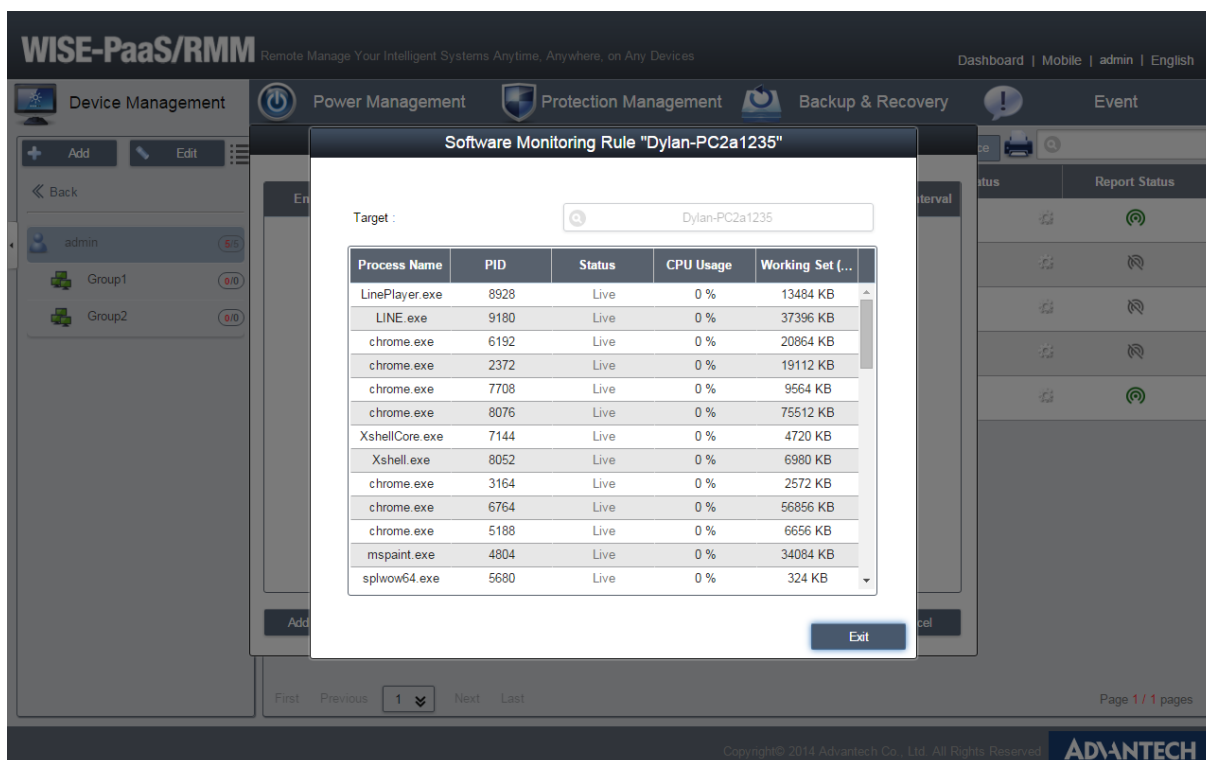 WISE-PaaS/RMM Remote Manage Your Intelligent Systems Anytime, Anywhere, on Any Devices
Dashboard | Mobile | admin | English
Device Management Power Management Protection Management Backup & Recovery Event
Add Edit
Back
admin 5/5
Group1 0/0
Group2 0/0
Software Monitoring Rule "Dylan-PC2a1235"
En
terval
ce
atus Report Status
Target : Dylan-PC2a1235
Process Name PID Status CPU Usage Working Set (...
LinePlayer.exe 8928 Live 0 % 13484 KB
LINE.exe 9180 Live 0 % 37396 KB
chrome.exe 6192 Live 0 % 20864 KB
chrome.exe 2372 Live 0 % 19112 KB
chrome.exe 7708 Live 0 % 9564 KB
chrome.exe 8076 Live 0 % 75512 KB
XshellCore.exe 7144 Live 0 % 4720 KB
Xshell.exe 8052 Live 0 % 6980 KB
chrome.exe 3164 Live 0 % 2572 KB
chrome.exe 6764 Live 0 % 56856 KB
chrome.exe 5188 Live 0 % 6656 KB
mspaint.exe 4804 Live 0 % 34084 KB
splwow64.exe 5680 Live 0 % 324 KB
Add
cel
Exit
First Previous 1 Next Last
Page 1 / 1 pages
Copyright© 2014 Advantech Co., Ltd. All Rights Reserved
ADVANTECH